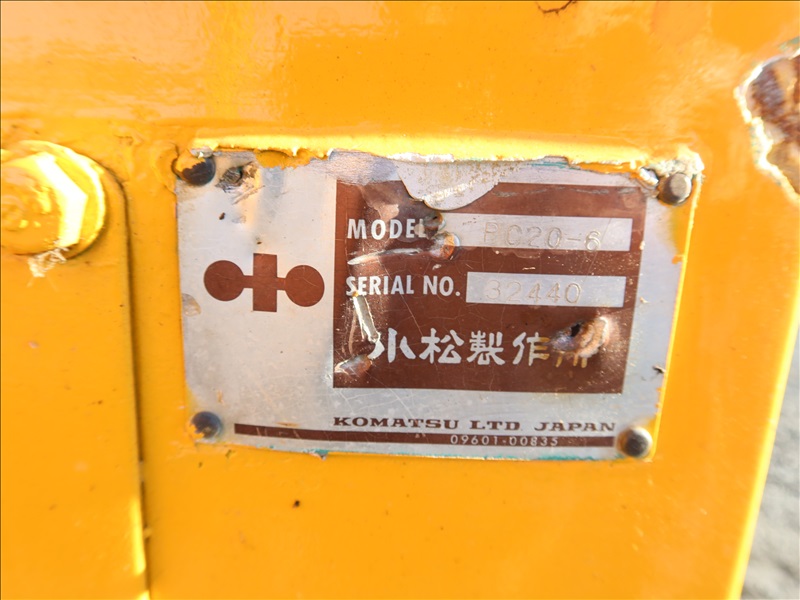 MODEL PC20-6
SERIAL NO. 32440
小松製作所
KOMATSU LTD. JAPAN
09601-00835